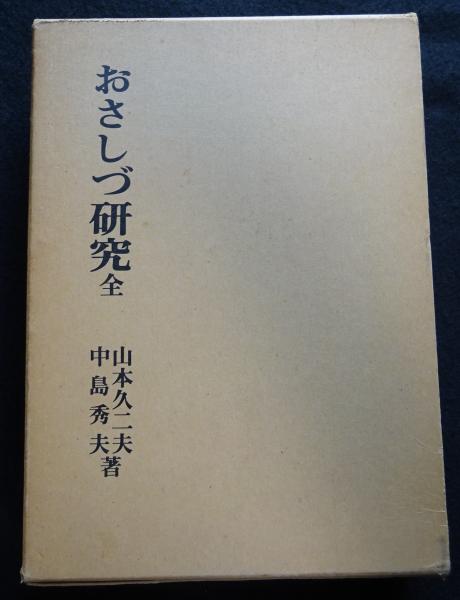 おさしづ研究全
山本久二夫
中島秀夫著